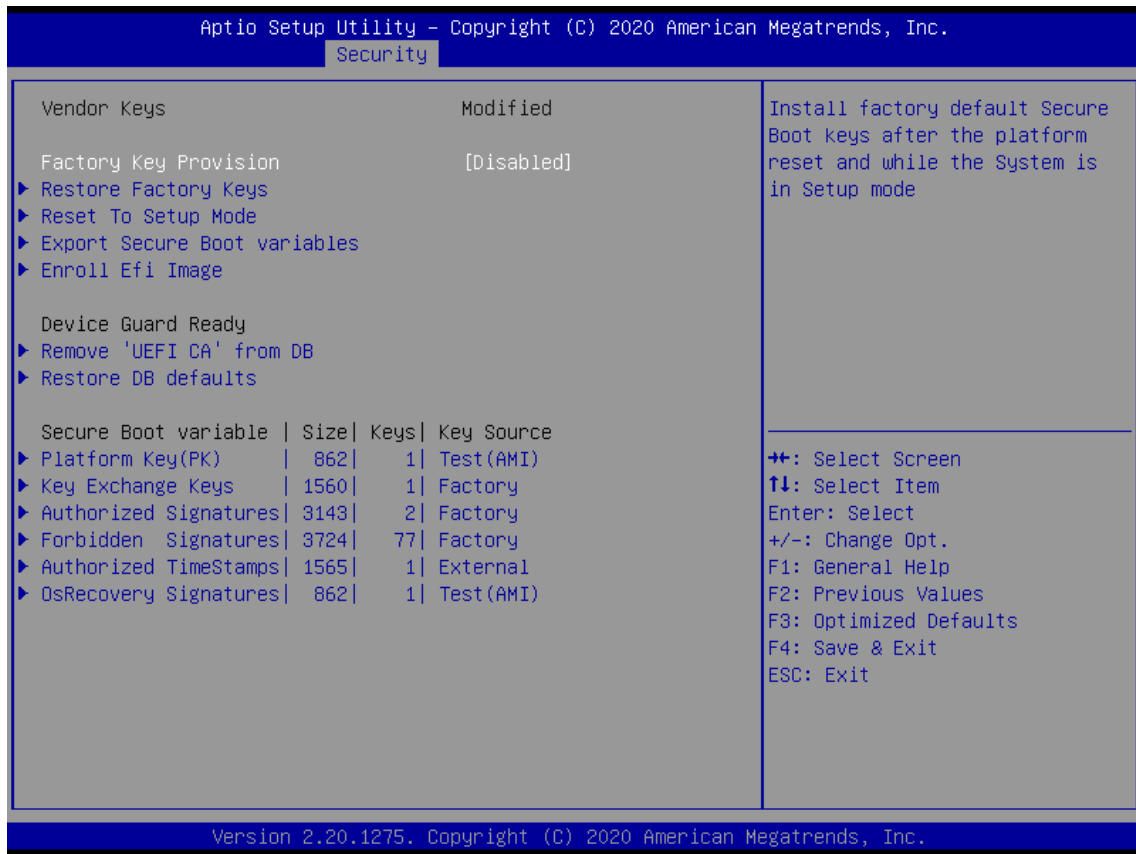 Aptio Setup Utility – Copyright (C) 2020 American Megatrends, Inc.
Security
Vendor Keys Modified
Factory Key Provision [Disabled]
▶ Restore Factory Keys
▶ Reset To Setup Mode
▶ Export Secure Boot variables
▶ Enroll Efi Image
Device Guard Ready
▶ Remove 'UEFI CA' from DB
▶ Restore DB defaults
Secure Boot variable | Size| Keys| Key Source
▶ Platform Key(PK) | 862| 1| Test(AMI)
▶ Key Exchange Keys | 1560| 1| Factory
▶ Authorized Signatures| 3143| 2| Factory
▶ Forbidden Signatures| 3724| 77| Factory
▶ Authorized TimeStamps| 1565| 1| External
▶ OsRecovery Signatures| 862| 1| Test(AMI)
Install factory default Secure
Boot keys after the platform
reset and while the System is
in Setup mode
→←: Select Screen
↑↓: Select Item
Enter: Select
+/-: Change Opt.
F1: General Help
F2: Previous Values
F3: Optimized Defaults
F4: Save & Exit
ESC: Exit
Version 2.20.1275. Copyright (C) 2020 American Megatrends, Inc.